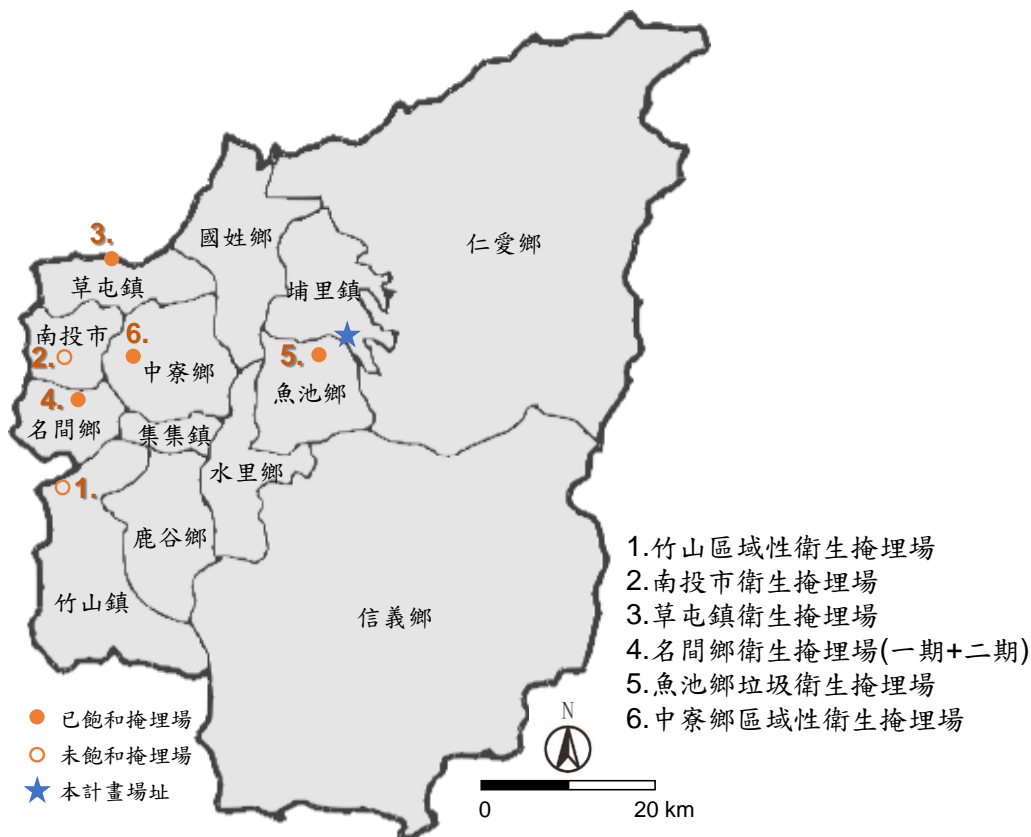 國姓鄉
仁愛鄉
3.
草屯鎮
埔里鎮
南投市
6.
2.
中寮鄉
5.
魚池鄉
4.
名間鄉
集集鎮
水里鄉
1.
鹿谷鄉
竹山鎮
信義鄉
1.竹山區域性衛生掩埋場
2.南投市衛生掩埋場
3.草屯鎮衛生掩埋場
4.名間鄉衛生掩埋場(一期+二期)
5.魚池鄉垃圾衛生掩埋場
6.中寮鄉區域性衛生掩埋場
已飽和掩埋場
未飽和掩埋場
本計畫場址
N
0 20 km